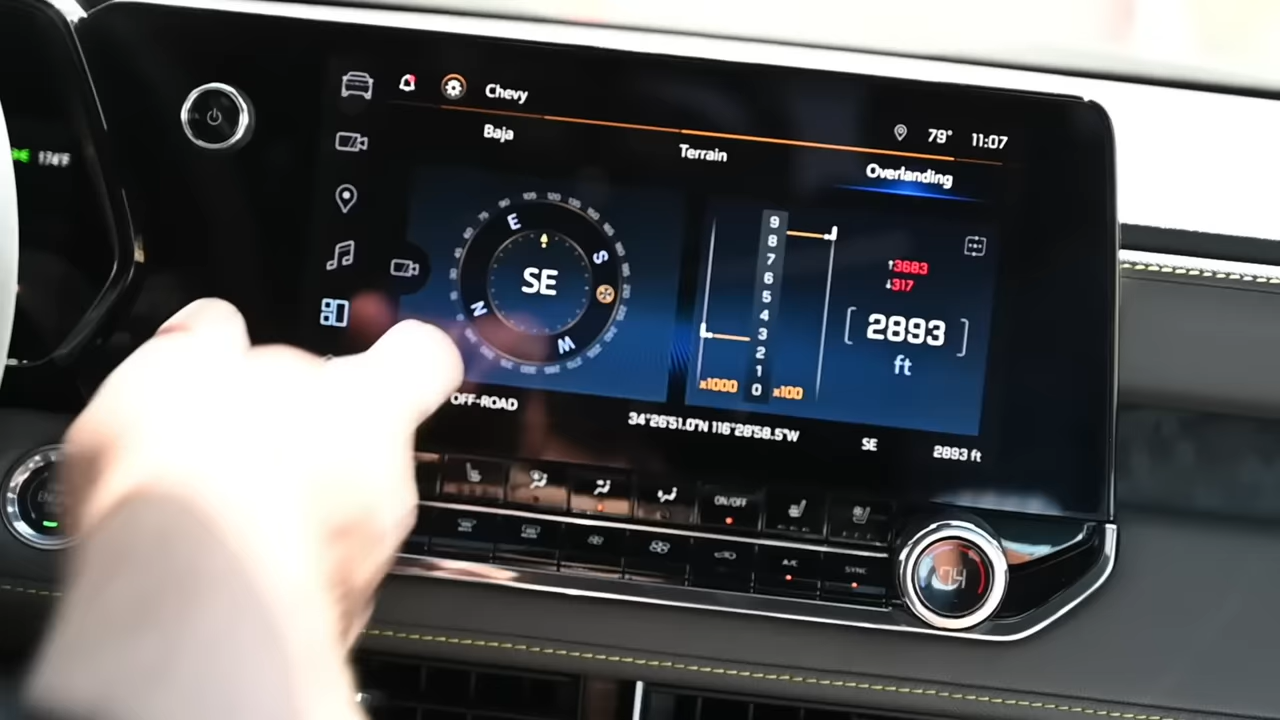 174°F
Chevy
79° 11:07
Baja
Terrain
Overlanding
E
S
SE
N
W
9
8
7
6
5
4
3
2
1
0
x1000
x100
↑3683
↓317
[2893]
ft
OFF-ROAD
34°26'51.0"N 116°28'58.5"W
SE
2893 ft
ON/OFF
A/C
SYNC
74